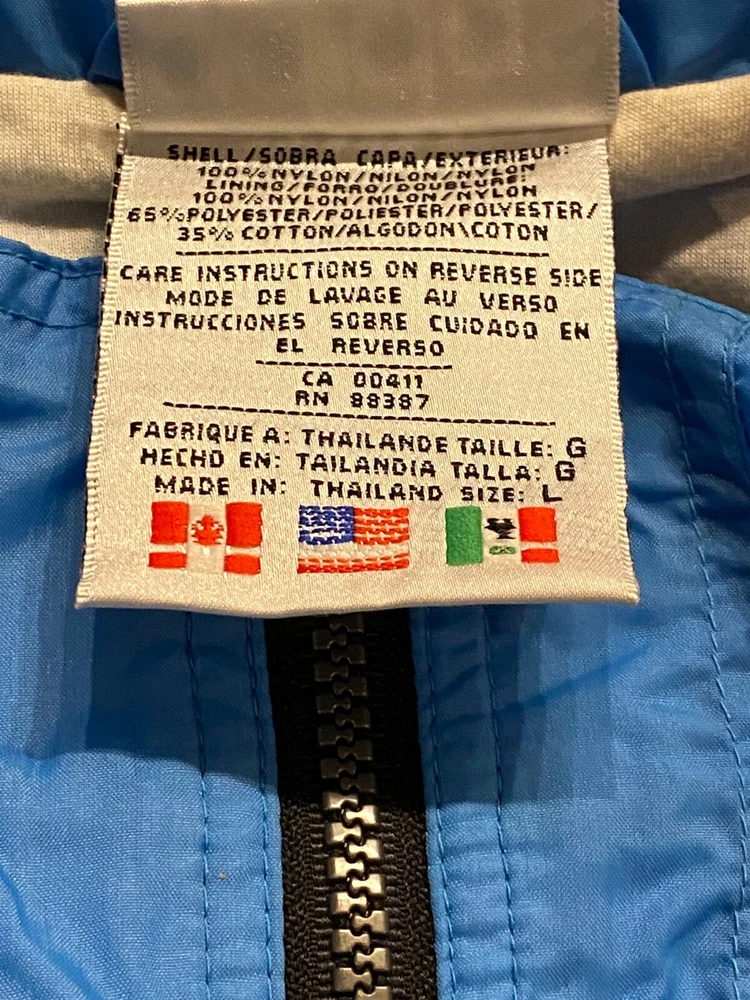 SHELL/SOBRA CAPA/EXTERIEUR:
100%NYLON/NILON/NYLON
LINING/FORRO/DOUBLURE:
100%NYLON/NILON/NYLON
65%POLYESTER/POLIESTER/POLYESTER/
35% COTTON/ALGODON\COTON
CARE INSTRUCTIONS ON REVERSE SIDE
MODE DE LAVAGE AU VERSO
INSTRUCCIONES SOBRE CUIDADO EN
EL REVERSO
CA 00411
RN 88387
FABRIQUE A: THAILANDE TAILLE: G
HECHO EN: TAILANDIA TALLA: G
MADE IN: THAILAND SIZE: L